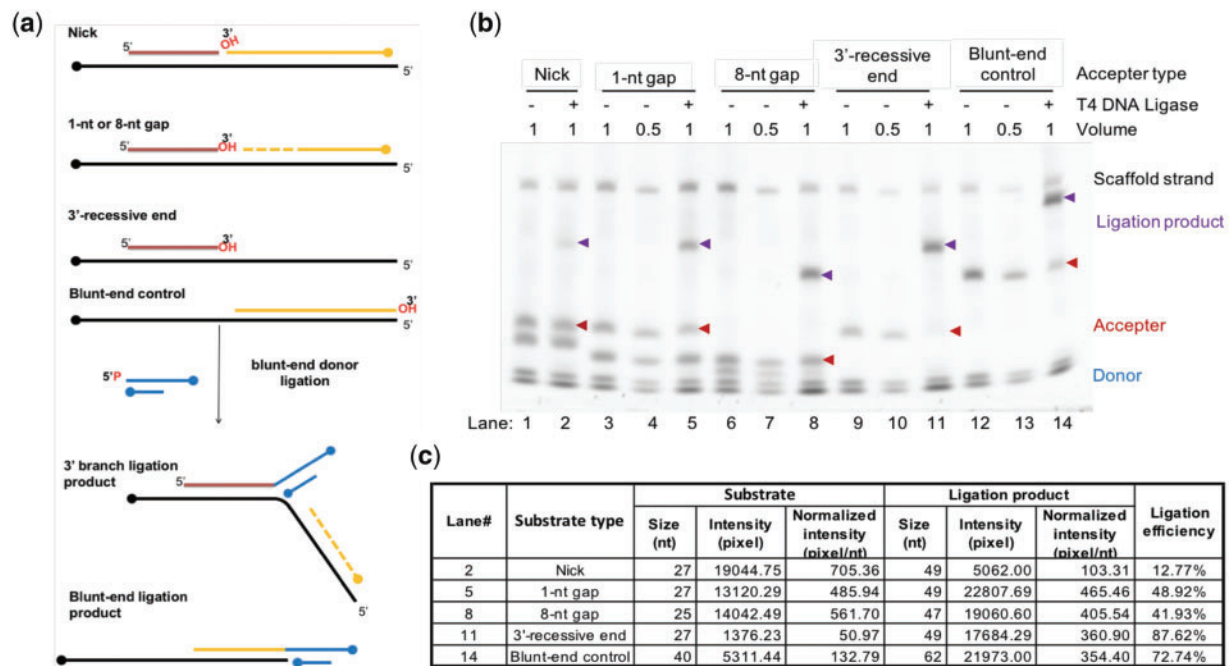 (a)
Nick
5'
3'
OH
5'
1-nt or 8-nt gap
5'
3'
OH
5'
3'-recessive end
5'
3'
OH
5'
Blunt-end control
3'
OH
5'
5'P
blunt-end donor
ligation
3' branch ligation
product
5'
5'
Blunt-end ligation
product
(b)
Nick 1-nt gap 8-nt gap 3'-recessive end Blunt-end control Accepter type
- + - - + - - + - - + - - + T4 DNA Ligase
1 1 1 0.5 1 1 0.5 1 1 0.5 1 1 0.5 1 Volume
Scaffold strand
Ligation product
Accepter
Donor
Lane: 1 2 3 4 5 6 7 8 9 10 11 12 13 14
(c)
Lane# Substrate type Substrate Ligation product Ligation efficiency
Size (nt) Intensity (pixel) Normalized intensity (pixel/nt) Size (nt) Intensity (pixel) Normalized intensity (pixel/nt)
2 Nick 27 19044.75 705.36 49 5062.00 103.31 12.77%
5 1-nt gap 27 13120.29 485.94 49 22807.69 465.46 48.92%
8 8-nt gap 25 14042.49 561.70 47 19060.60 405.54 41.93%
11 3'-recessive end 27 1376.23 50.97 49 17684.29 360.90 87.62%
14 Blunt-end control 40 5311.44 132.79 62 21973.00 354.40 72.74%